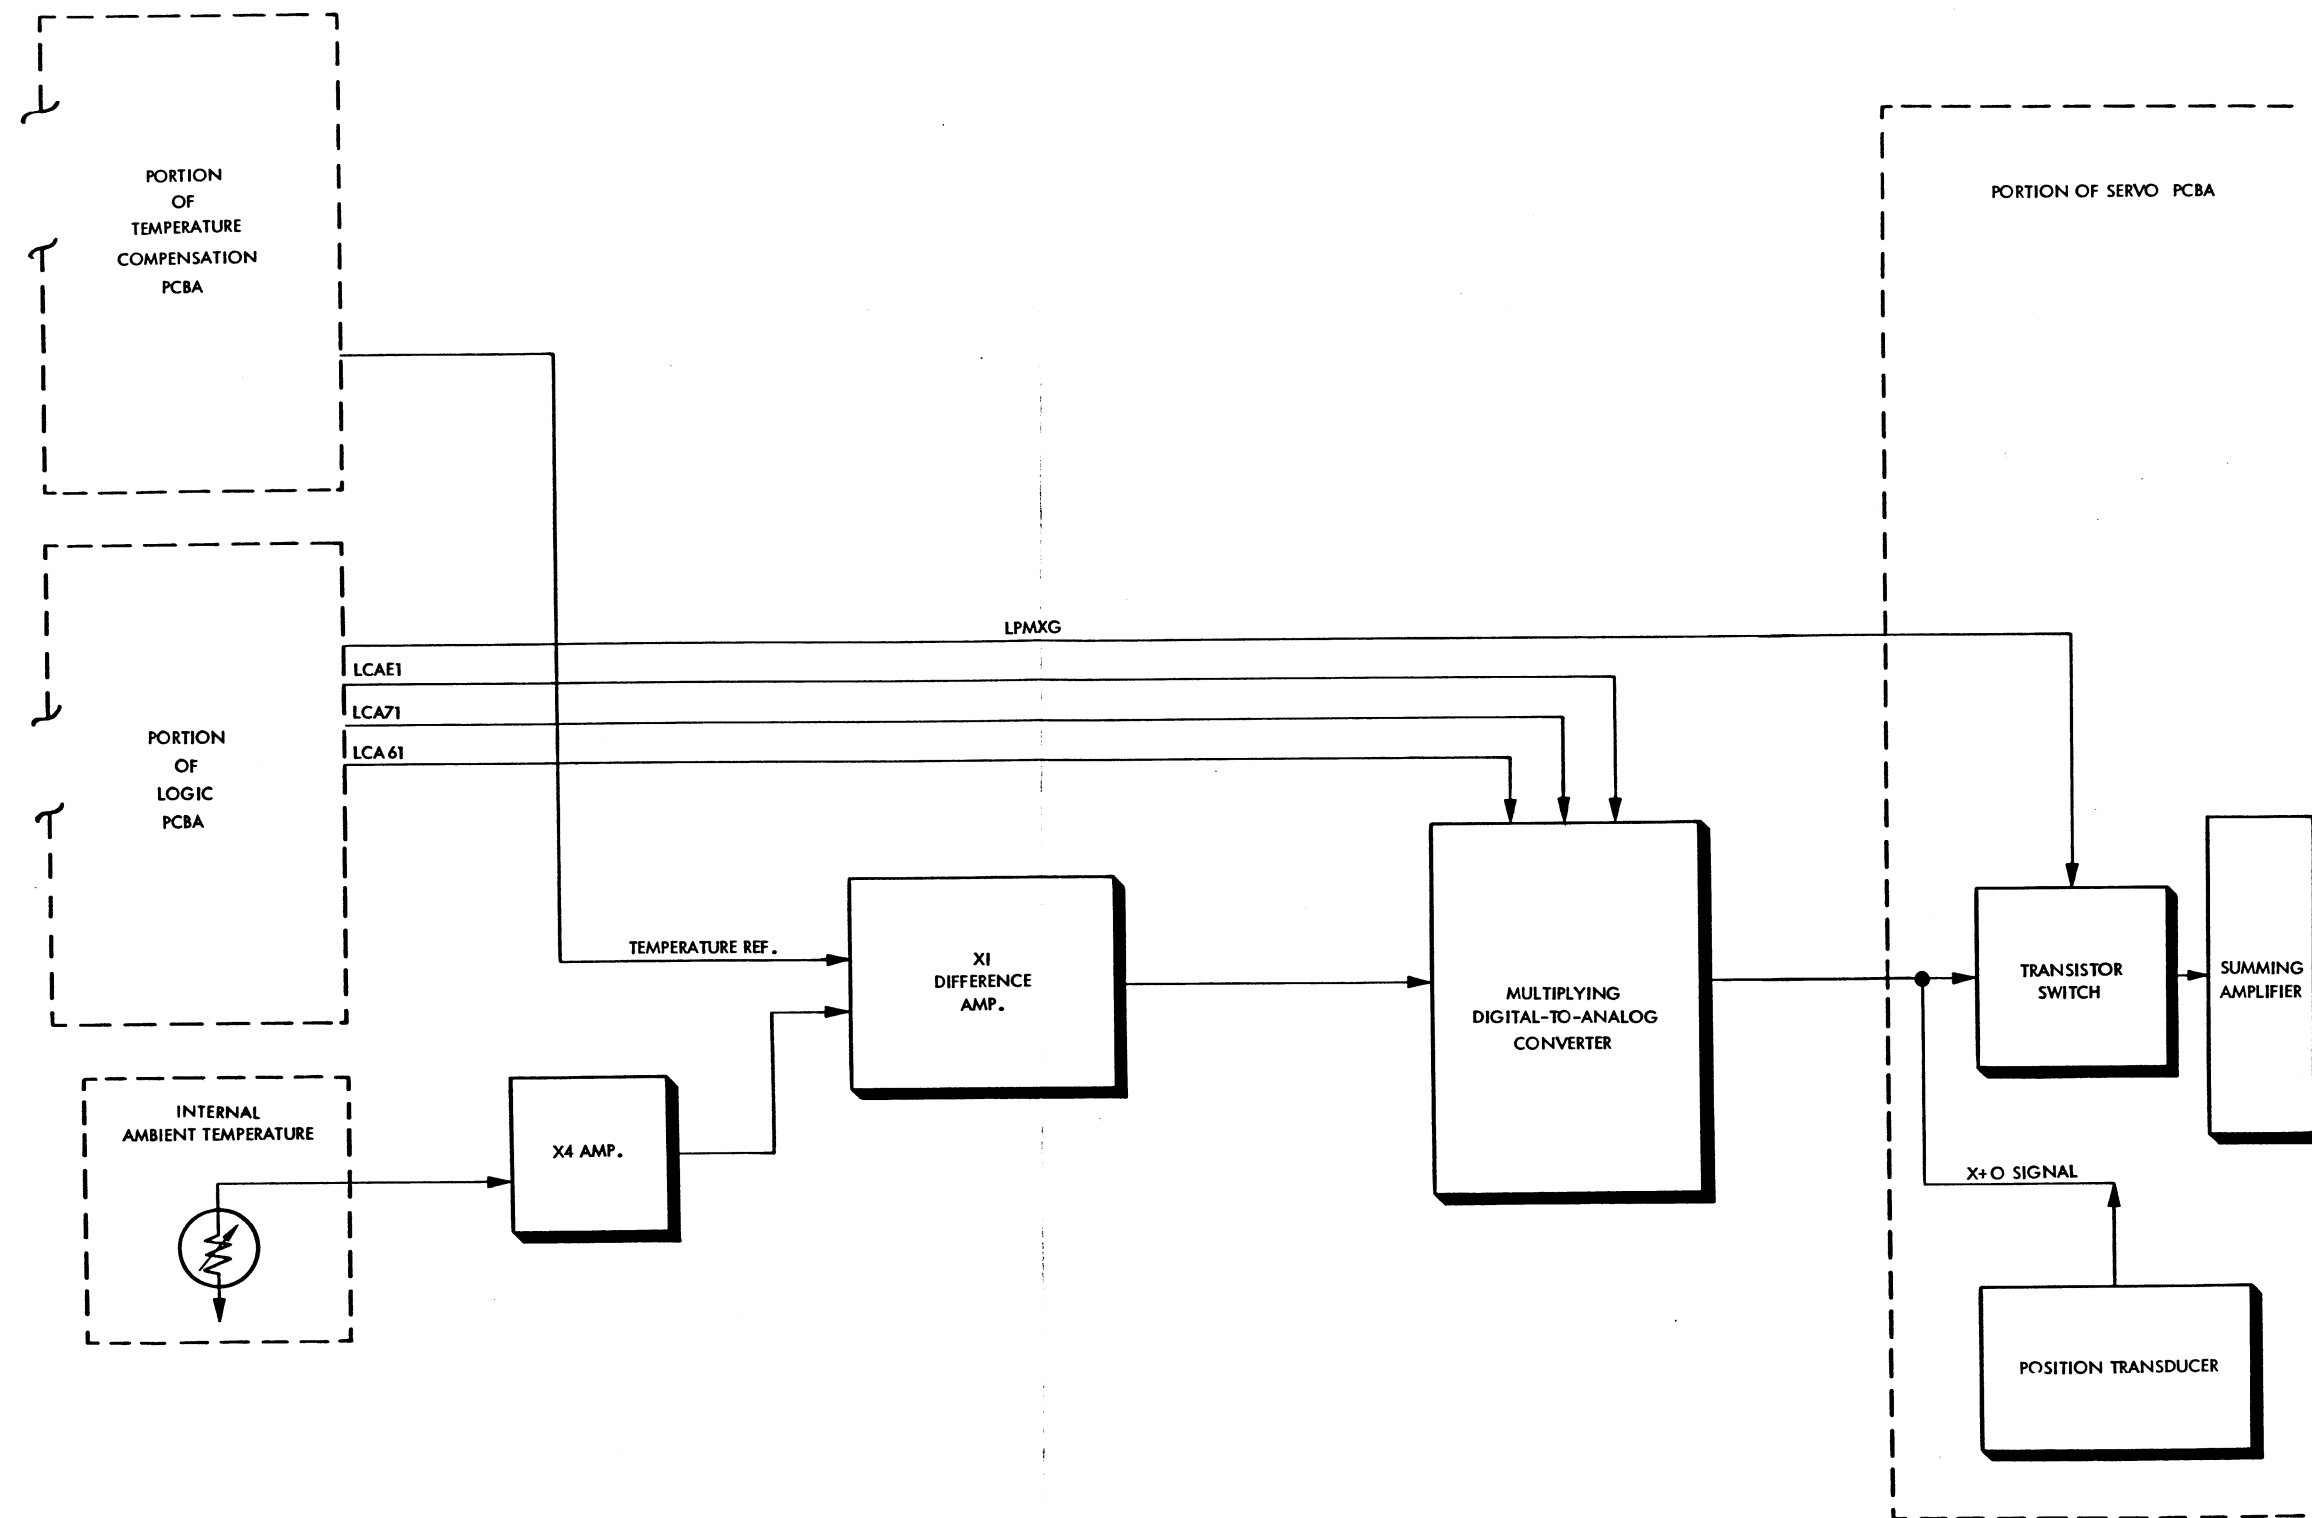 PORTION
OF
TEMPERATURE
COMPENSATION
PCBA
PORTION OF SERVO PCBA
LPMXG
LCAE1
LCA71
LCA61
PORTION
OF
LOGIC
PCBA
TEMPERATURE REF.
X1
DIFFERENCE
AMP.
MULTIPLYING
DIGITAL-TO-ANALOG
CONVERTER
TRANSISTOR
SWITCH
SUMMING
AMPLIFIER
INTERNAL
AMBIENT TEMPERATURE
X4 AMP.
X+O SIGNAL
POSITION TRANSDUCER